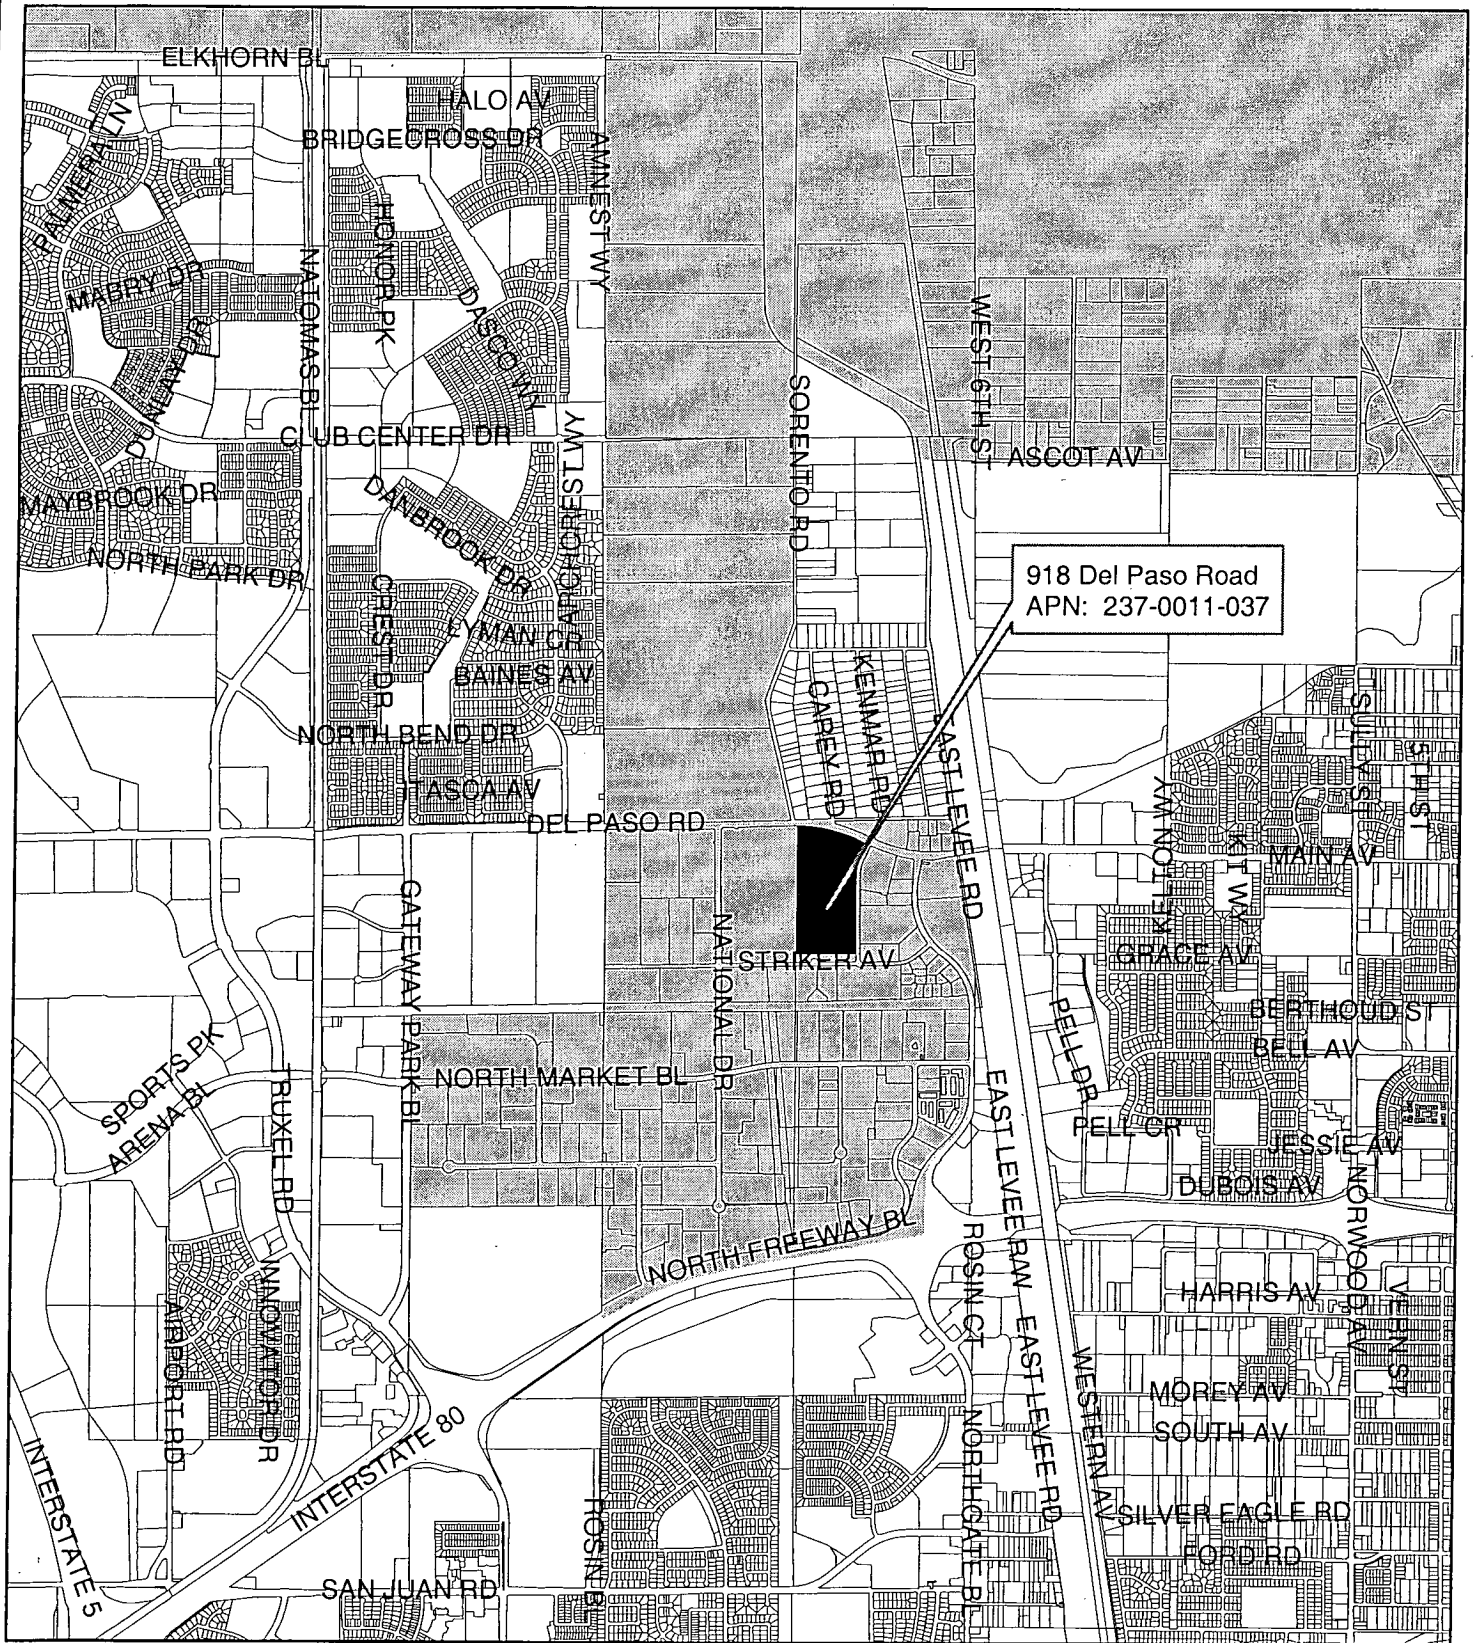 ELKHORN BL
HALO AV
BRIDGECROSS DR
PALMERA LN
AMNEST WY
HONOR PK
MABRY DR
NATOMAS BL
DASCO WY
DUNLAY DR
WEST 6TH ST
SORENTO RD
CLUB CENTER DR
ARCHCREST WY
ASCOT AV
MAYBROOK DR
DANBROOK DR
NORTH PARK DR
CREST DR
918 Del Paso Road
APN: 237-0011-037
LYMAN CR
BAINES AV
KENMAR RD
CAREY RD
NORTH BEND DR
EAST LEVEE RD
SULLY ST
5TH ST
ITASCA AV
DEL PASO RD
KELTON WY
KIT WY
MAIN AV
GATEWAY PARK BL
NATIONAL DR
STRIKER AV
GRACE AV
PELL DR
BERTHOUD ST
BELL AV
SPORTS PK
ARENA BL
TRUXEL RD
NORTH MARKET BL
EAST LEVEE RW
PELL CR
JESSIE AV
DUBOIS AV
NORWOOD AV
NORTH FREEWAY BL
ROSIN CT
HARRIS AV
VERN ST
AIRPORT RD
INNOVATOR DR
EAST LEVEE RD
WESTERN AV
MOREY AV
SOUTH AV
INTERSTATE 80
INTERSTATE 5
ROSIN BL
NORTHGATE BL
SILVER EAGLE RD
FORD RD
SAN JUAN RD